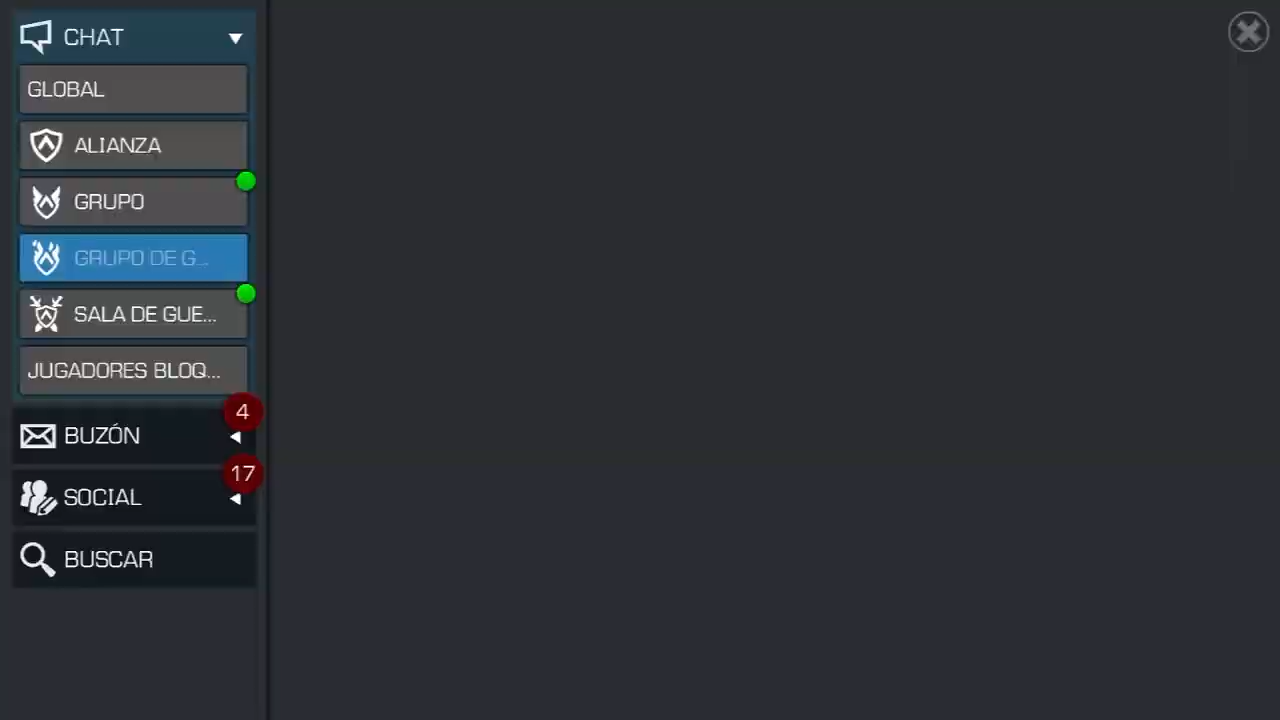 CHAT
GLOBAL
ALIANZA
GRUPO
GRUPO DE G...
SALA DE GUE...
JUGADORES BLOQ...
4
BUZÓN
17
SOCIAL
BUSCAR